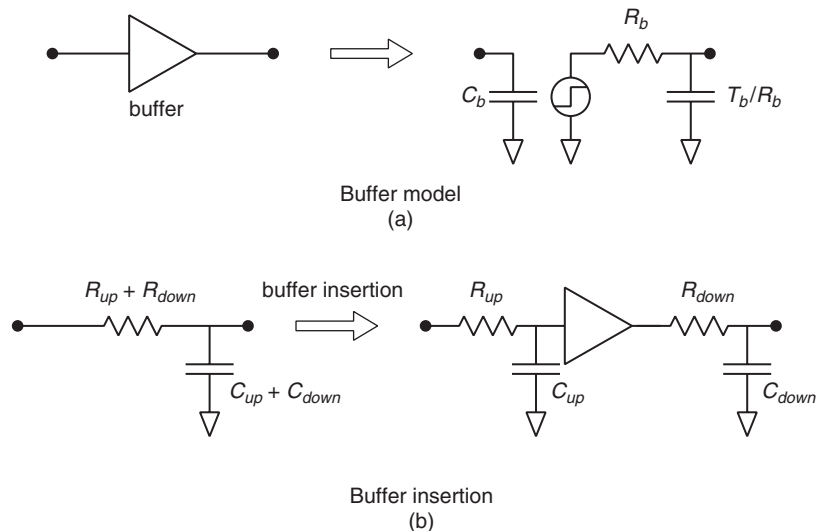 R_b
buffer
C_b
T_b/R_b
Buffer model
(a)
R_up + R_down
buffer insertion
R_up
R_down
C_up + C_down
C_up
C_down
Buffer insertion
(b)